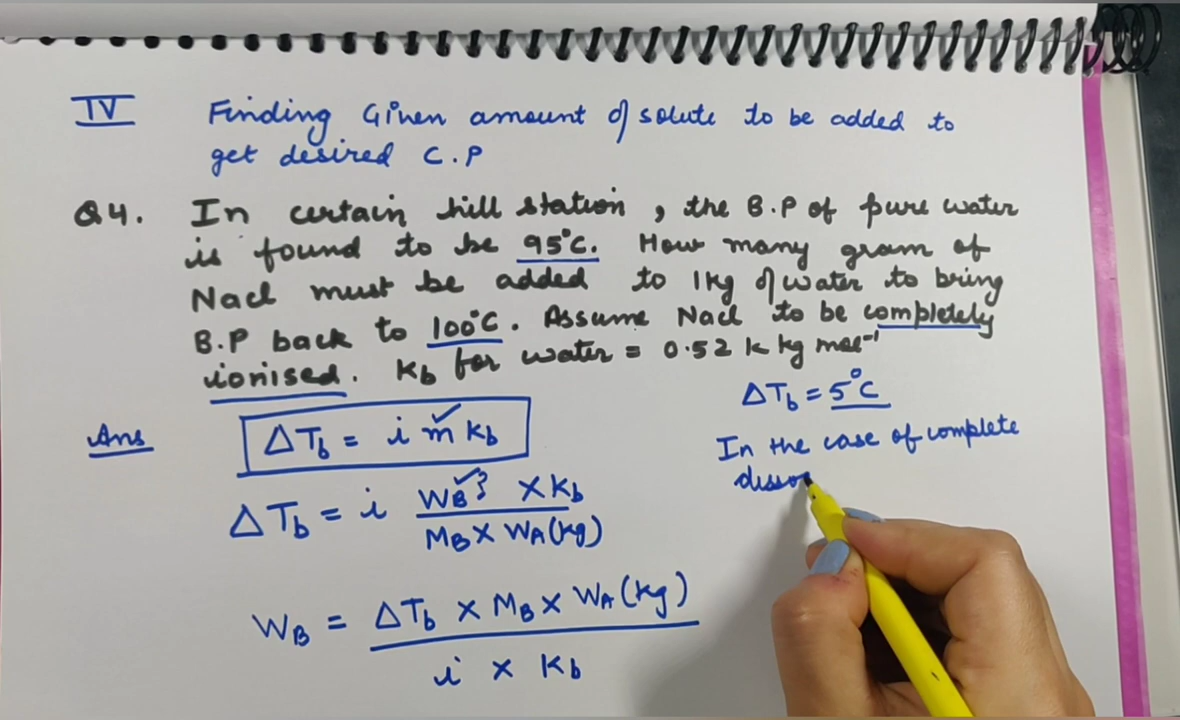 IV Finding Given amount of solute to be added to
get desired C.P
Q4. In certain hill station, the B.P of pure water
is found to be 95°C. How many gram of
Nacl must be added to 1kg of water to bring
B.P back to 100°C. Assume Nacl to be completely
ionised. Kb for water = 0.52 k kg mol⁻¹
ΔTb = 5°C
Ans ΔTb = i m Kb
In the case of complete
ΔTb = i WB × Kb / MB × WA(kg)
WB = ΔTb × MB × WA(kg) / i × Kb